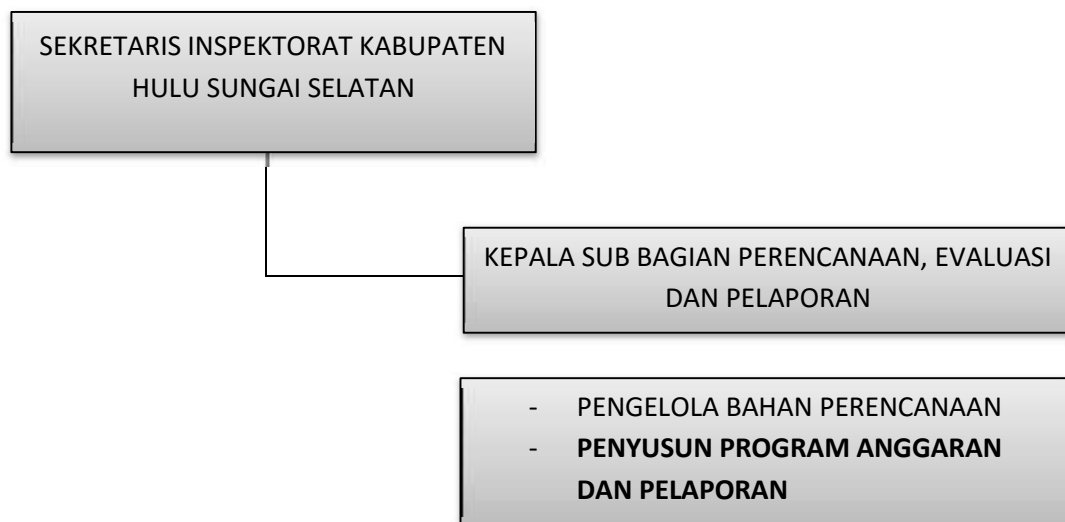 SEKRETARIS INSPEKTORAT KABUPATEN
HULU SUNGAI SELATAN
KEPALA SUB BAGIAN PERENCANAAN, EVALUASI
DAN PELAPORAN
- PENGELOLA BAHAN PERENCANAAN
- PENYUSUN PROGRAM ANGGARAN
DAN PELAPORAN